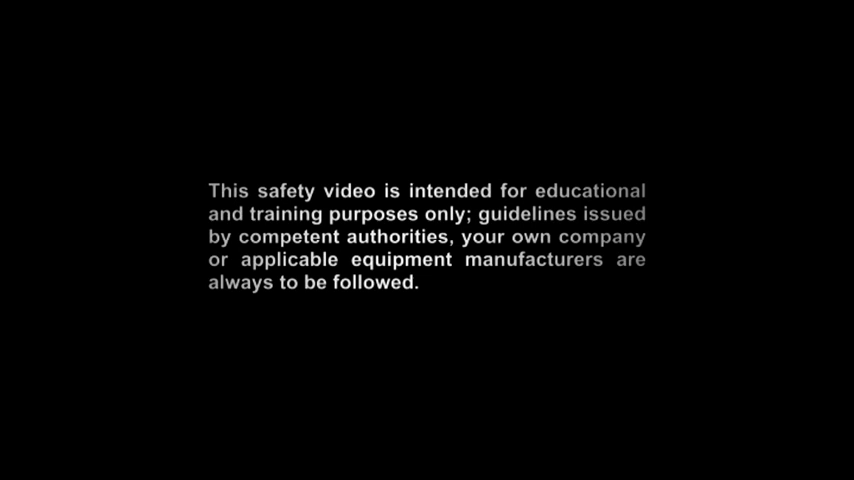 This safety video is intended for educational
and training purposes only; guidelines issued
by competent authorities, your own company
or applicable equipment manufacturers are
always to be followed.